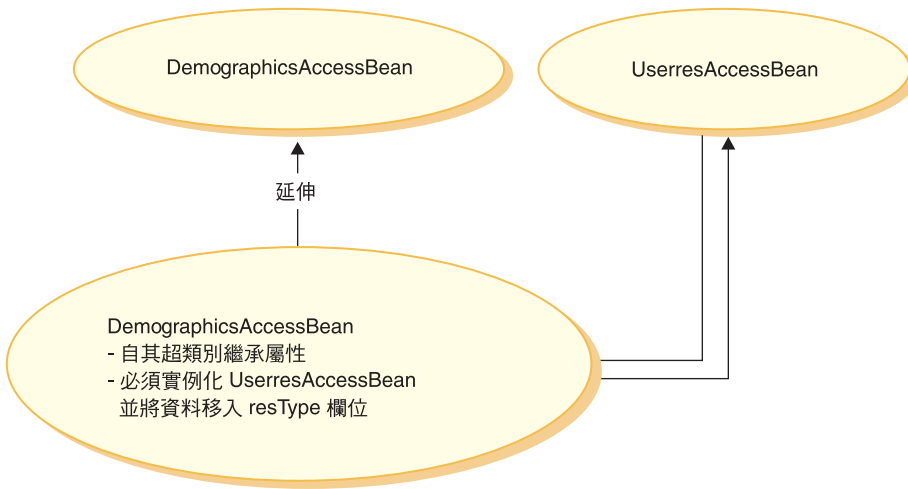 DemographicsAccessBean
UserresAccessBean
延伸
DemographicsAccessBean
- 自其超類別繼承屬性
- 必須實例化 UserresAccessBean
並將資料移入 resType 欄位